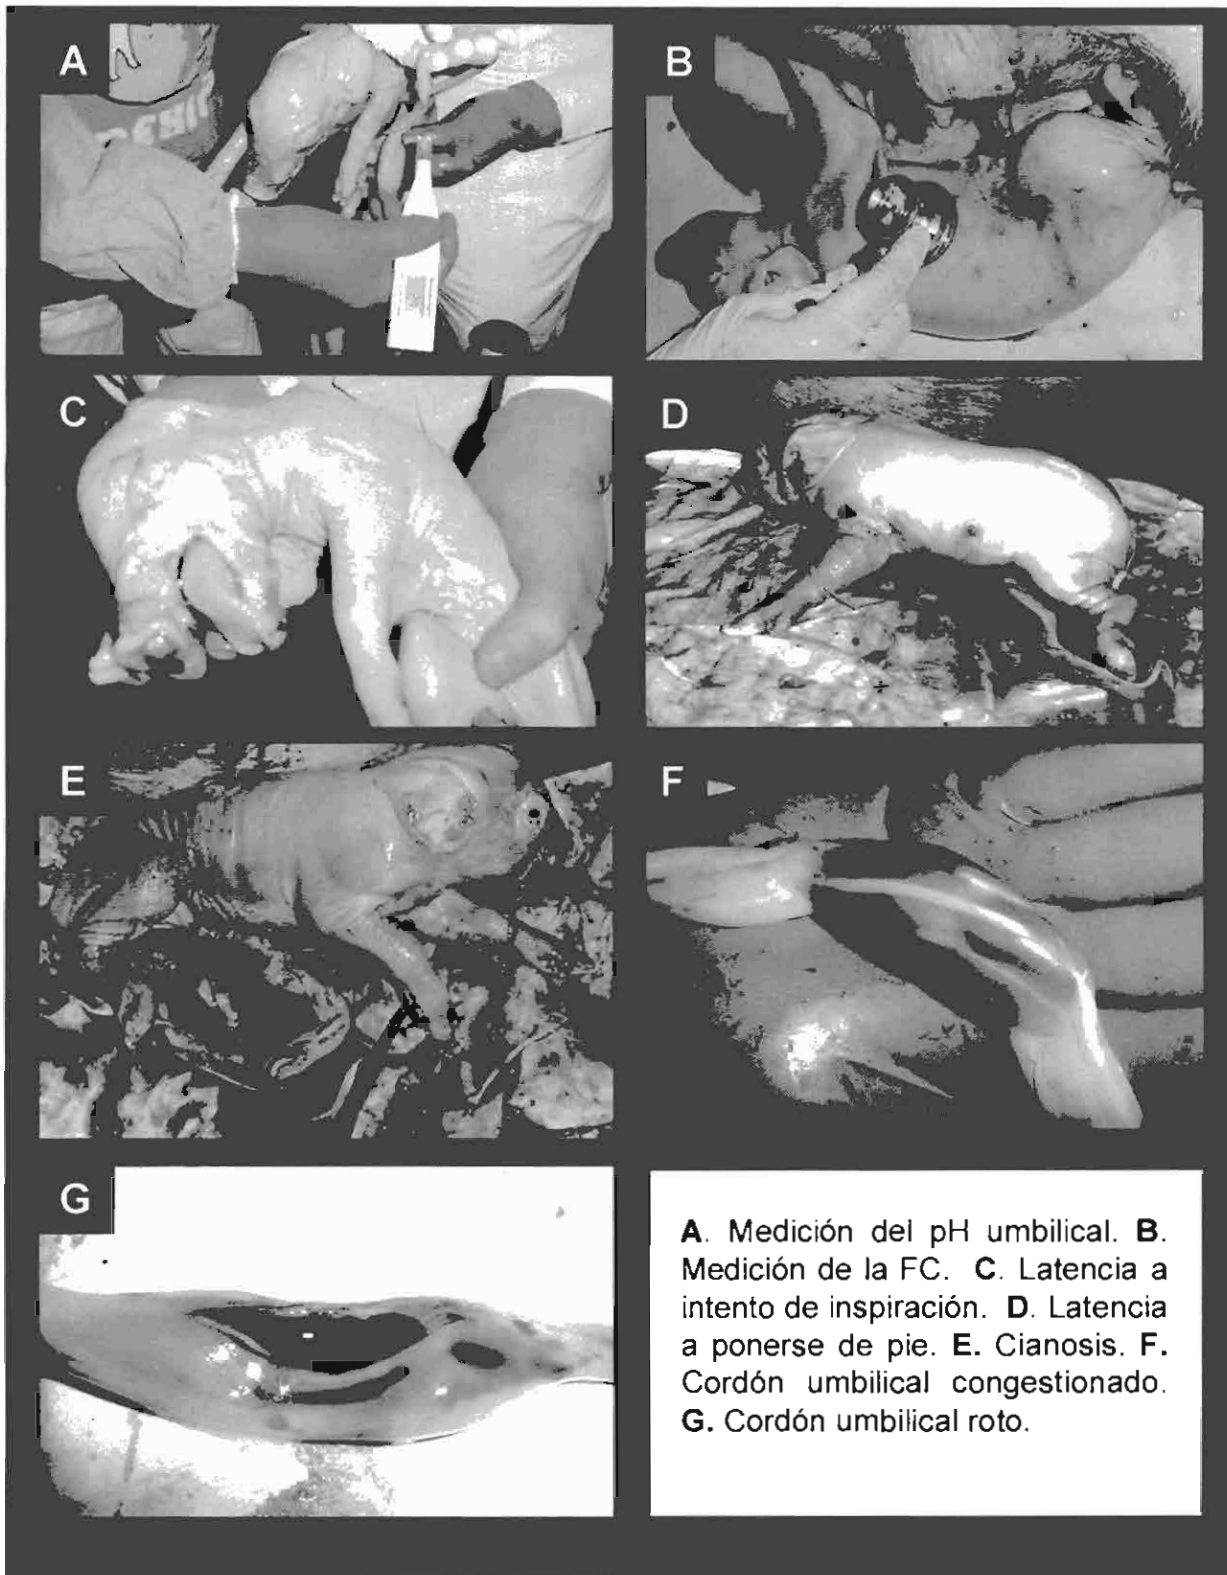 A
B
C
D
E
F
G
A. Medición del pH umbilical. B.
Medición de la FC. C. Latencia a
intento de inspiración. D. Latencia
a ponerse de pie. E. Cianosis. F.
Cordón umbilical congestionado.
G. Cordón umbilical roto.